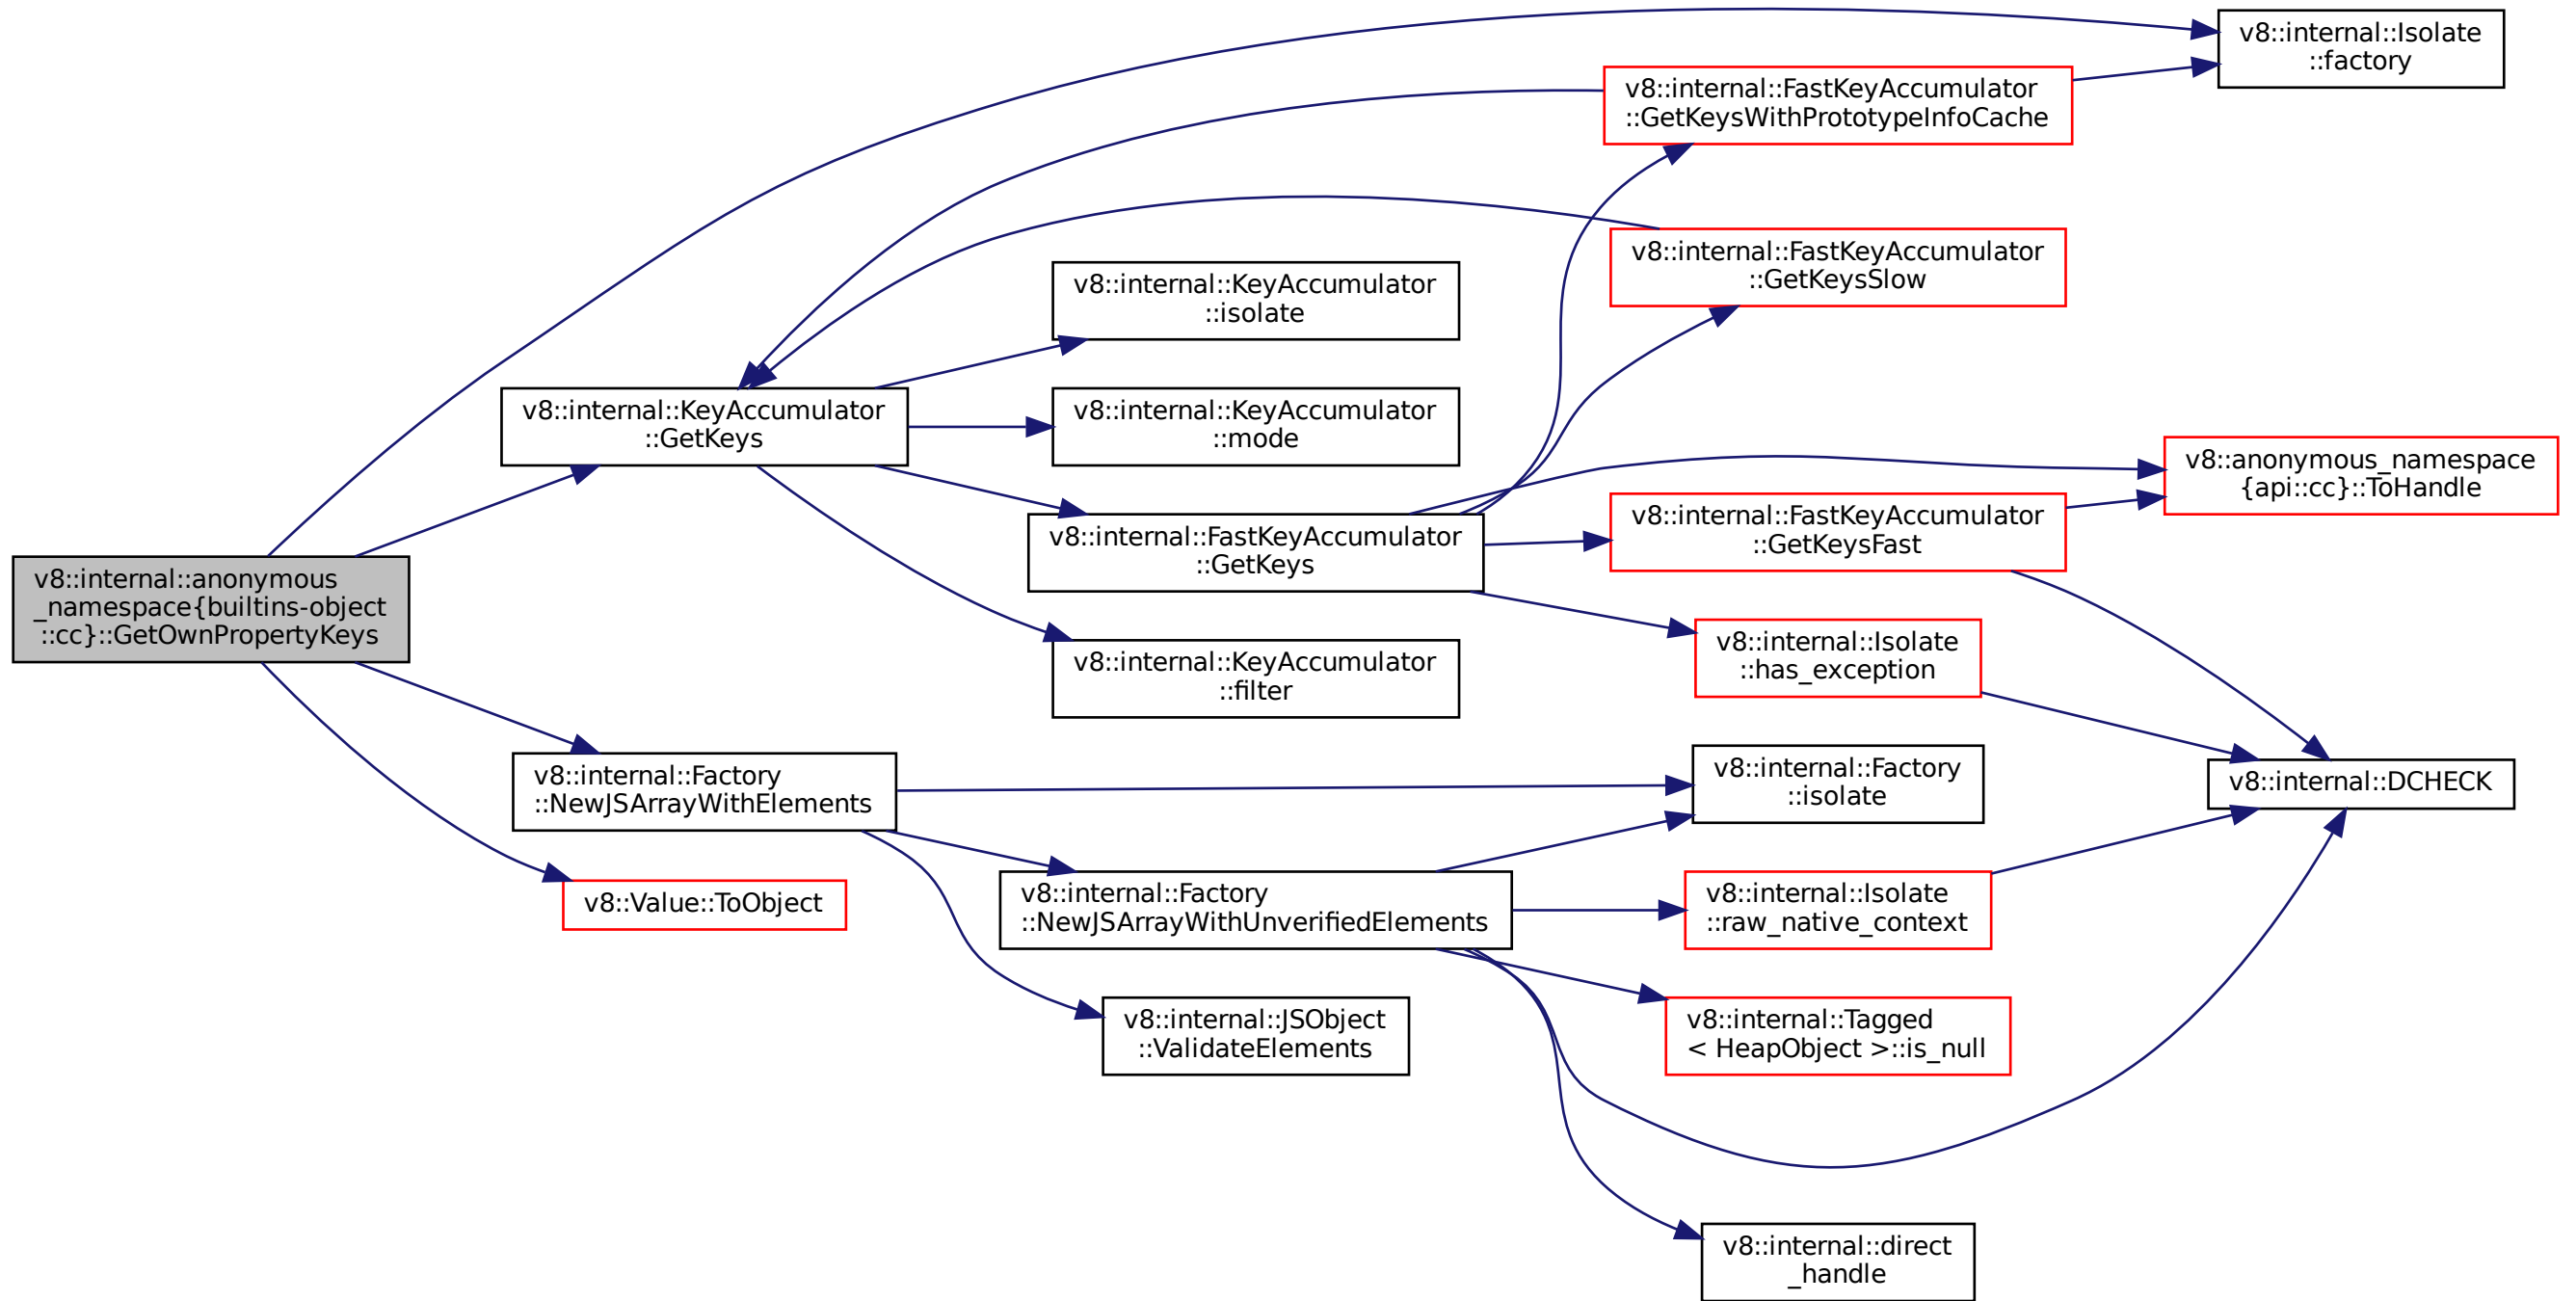 v8::internal::Isolate
::factory
v8::internal::FastKeyAccumulator
::GetKeysWithPrototypeInfoCache
v8::internal::FastKeyAccumulator
::GetKeysSlow
v8::internal::KeyAccumulator
::isolate
v8::internal::KeyAccumulator
::GetKeys
v8::internal::KeyAccumulator
::mode
v8::anonymous_namespace
{api::cc}::ToHandle
v8::internal::FastKeyAccumulator
::GetKeys
v8::internal::FastKeyAccumulator
::GetKeysFast
v8::internal::anonymous
_namespace{builtins-object
::cc}::GetOwnPropertyKeys
v8::internal::Isolate
::has_exception
v8::internal::KeyAccumulator
::filter
v8::internal::Factory
::NewJSArrayWithElements
v8::internal::Factory
::isolate
v8::internal::DCHECK
v8::Value::ToObject
v8::internal::Factory
::NewJSArrayWithUnverifiedElements
v8::internal::Isolate
::raw_native_context
v8::internal::JSObject
::ValidateElements
v8::internal::Tagged
< HeapObject >::is_null
v8::internal::direct
_handle